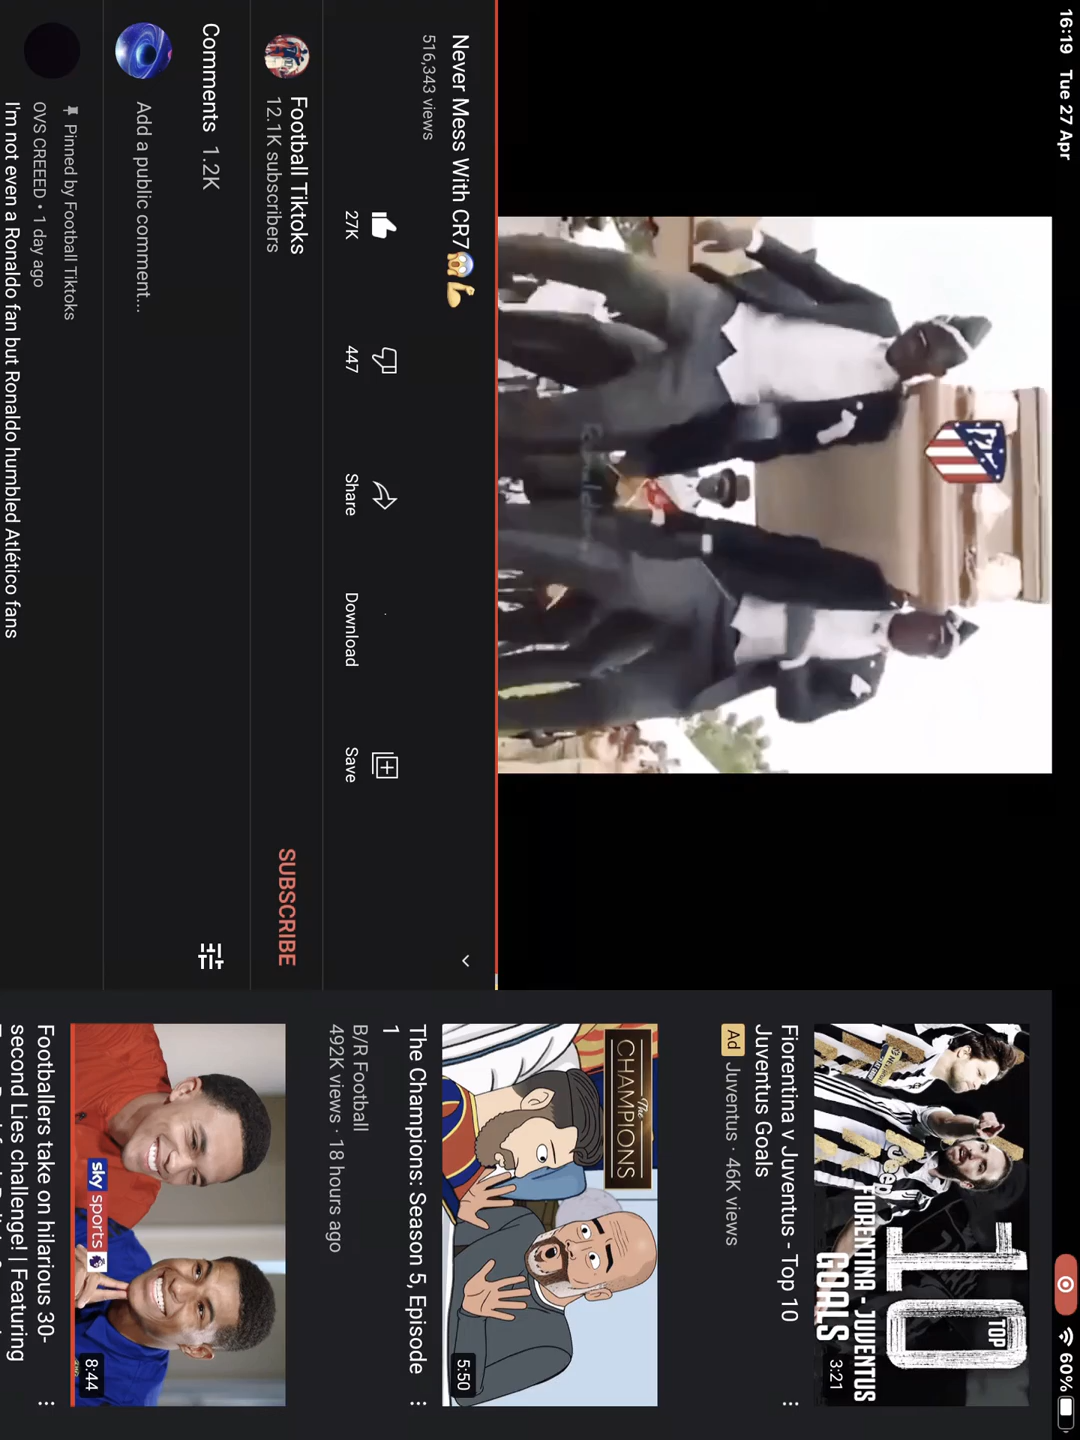 16:19 Tue 27 Apr
60%
Never Mess With CR7😱💪
516,343 views
27K
447
Share
Download
Save
Football Tiktoks
12.1K subscribers
SUBSCRIBE
Comments 1.2K
Add a public comment...
Pinned by Football Tiktoks
OVS CREEED • 1 day ago
I'm not even a Ronaldo fan but Ronaldo humbled Atlético fans
TOP
10
Jeep
FIORENTINA - JUVENTUS
GOALS
3:21
Fiorentina v Juventus - Top 10
Juventus Goals
Ad Juventus · 46K views
The
CHAMPIONS
5:50
The Champions: Season 5, Episode
1
B/R Football
492K views · 18 hours ago
sky sports
8:44
Footballers take on hilarious 30-
second Lies challenge! | Featuring